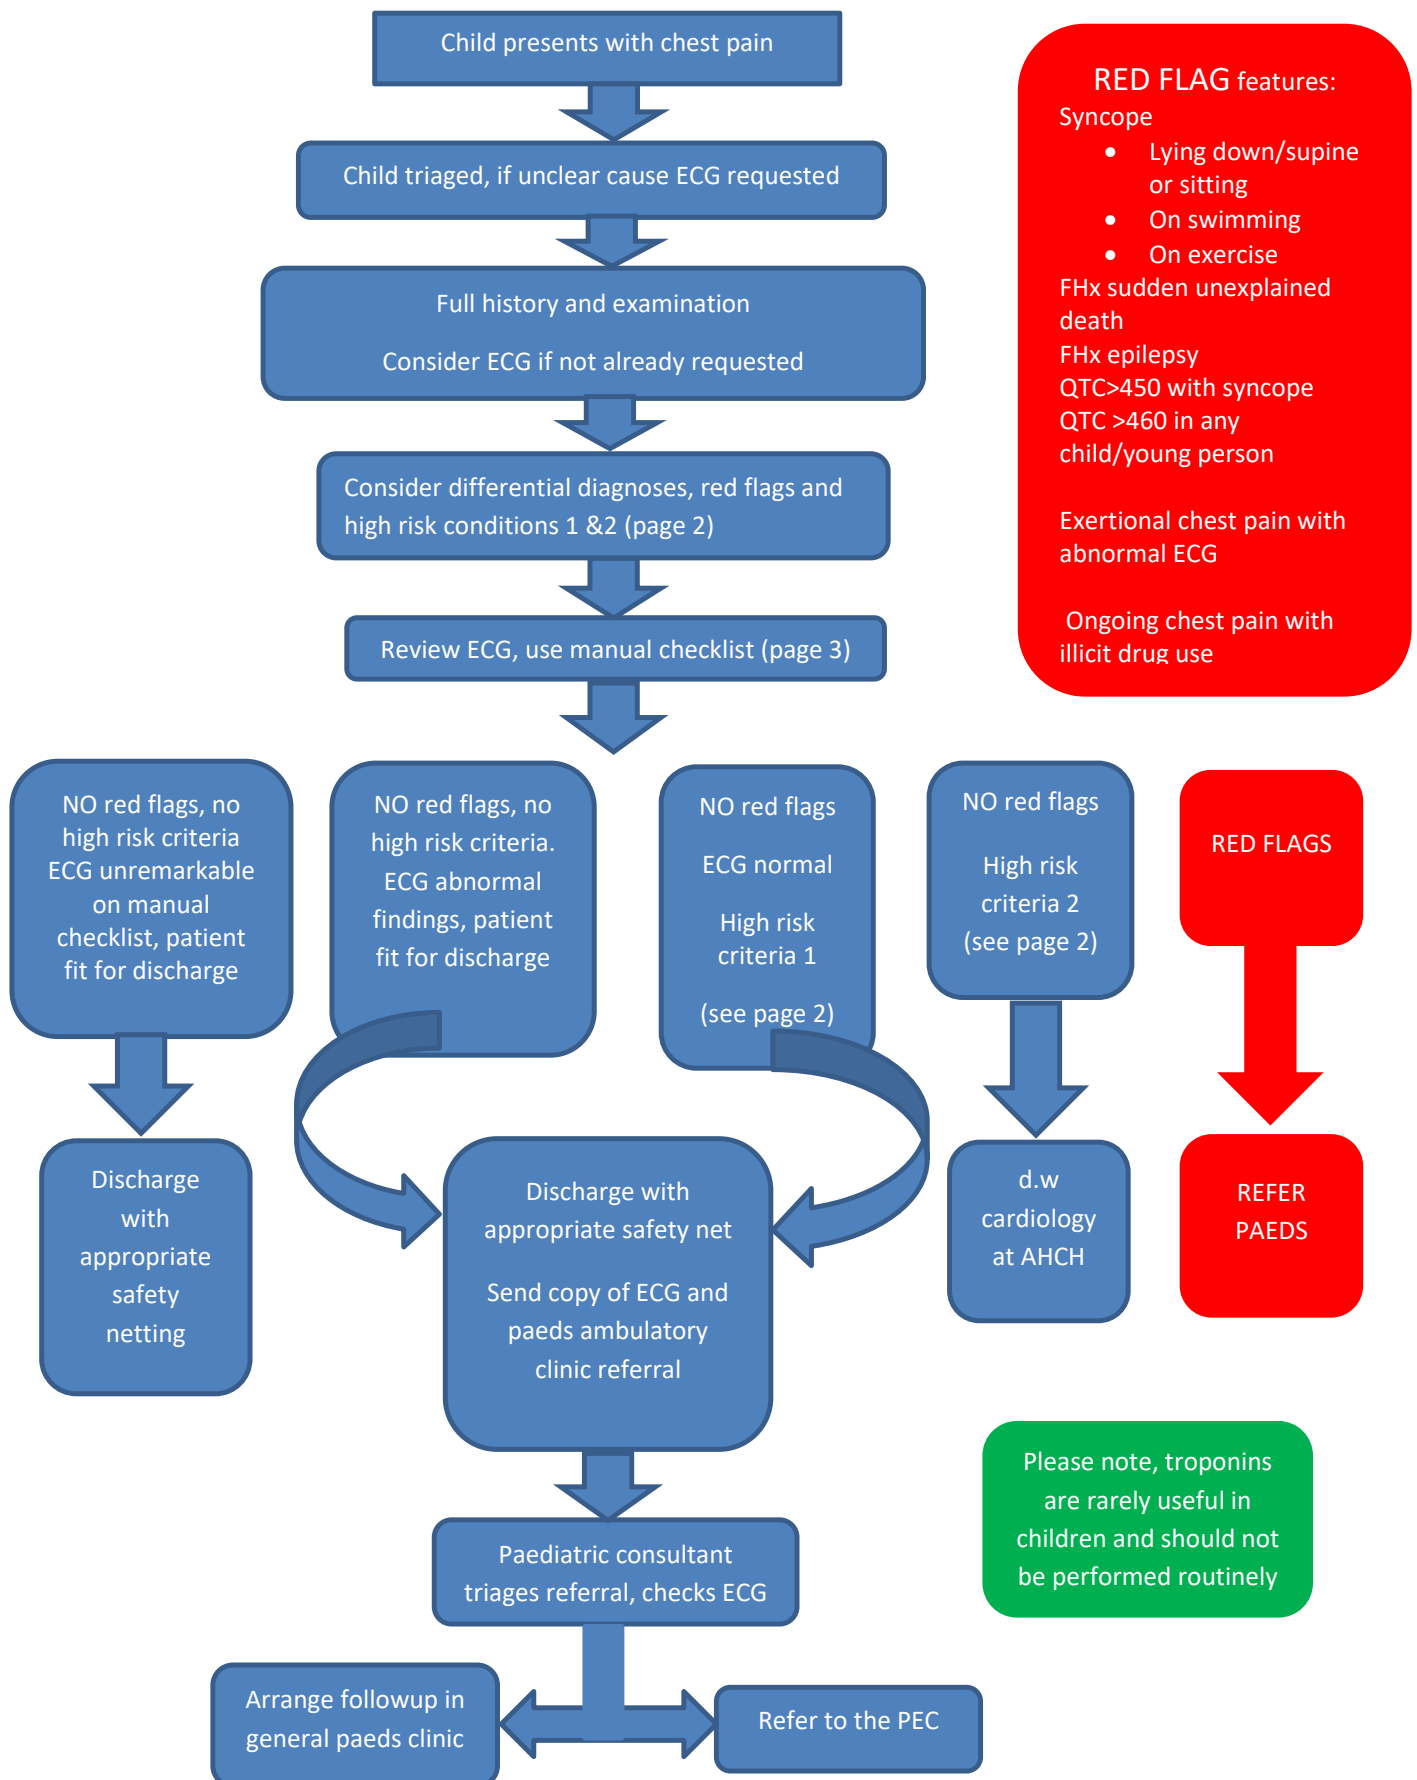 Child presents with chest pain
Child triaged, if unclear cause ECG requested
Full history and examination
Consider ECG if not already requested
Consider differential diagnoses, red flags and
high risk conditions 1 &2 (page 2)
Review ECG, use manual checklist (page 3)
RED FLAG features:
Syncope
• Lying down/supine
or sitting
• On swimming
• On exercise
FHx sudden unexplained
death
FHx epilepsy
QTC>450 with syncope
QTC >460 in any
child/young person
Exertional chest pain with
abnormal ECG
Ongoing chest pain with
illicit drug use
NO red flags, no
high risk criteria
ECG unremarkable
on manual
checklist, patient
fit for discharge
NO red flags, no
high risk criteria.
ECG abnormal
findings, patient
fit for discharge
NO red flags
ECG normal
High risk
criteria 1
(see page 2)
NO red flags
High risk
criteria 2
(see page 2)
RED FLAGS
Discharge
with
appropriate
safety
netting
Discharge with
appropriate safety net
Send copy of ECG and
paeds ambulatory
clinic referral
d.w
cardiology
at AHCH
REFER
PAEDS
Please note, troponins
are rarely useful in
children and should not
be performed routinely
Paediatric consultant
triages referral, checks ECG
Arrange followup in
general paeds clinic
Refer to the PEC